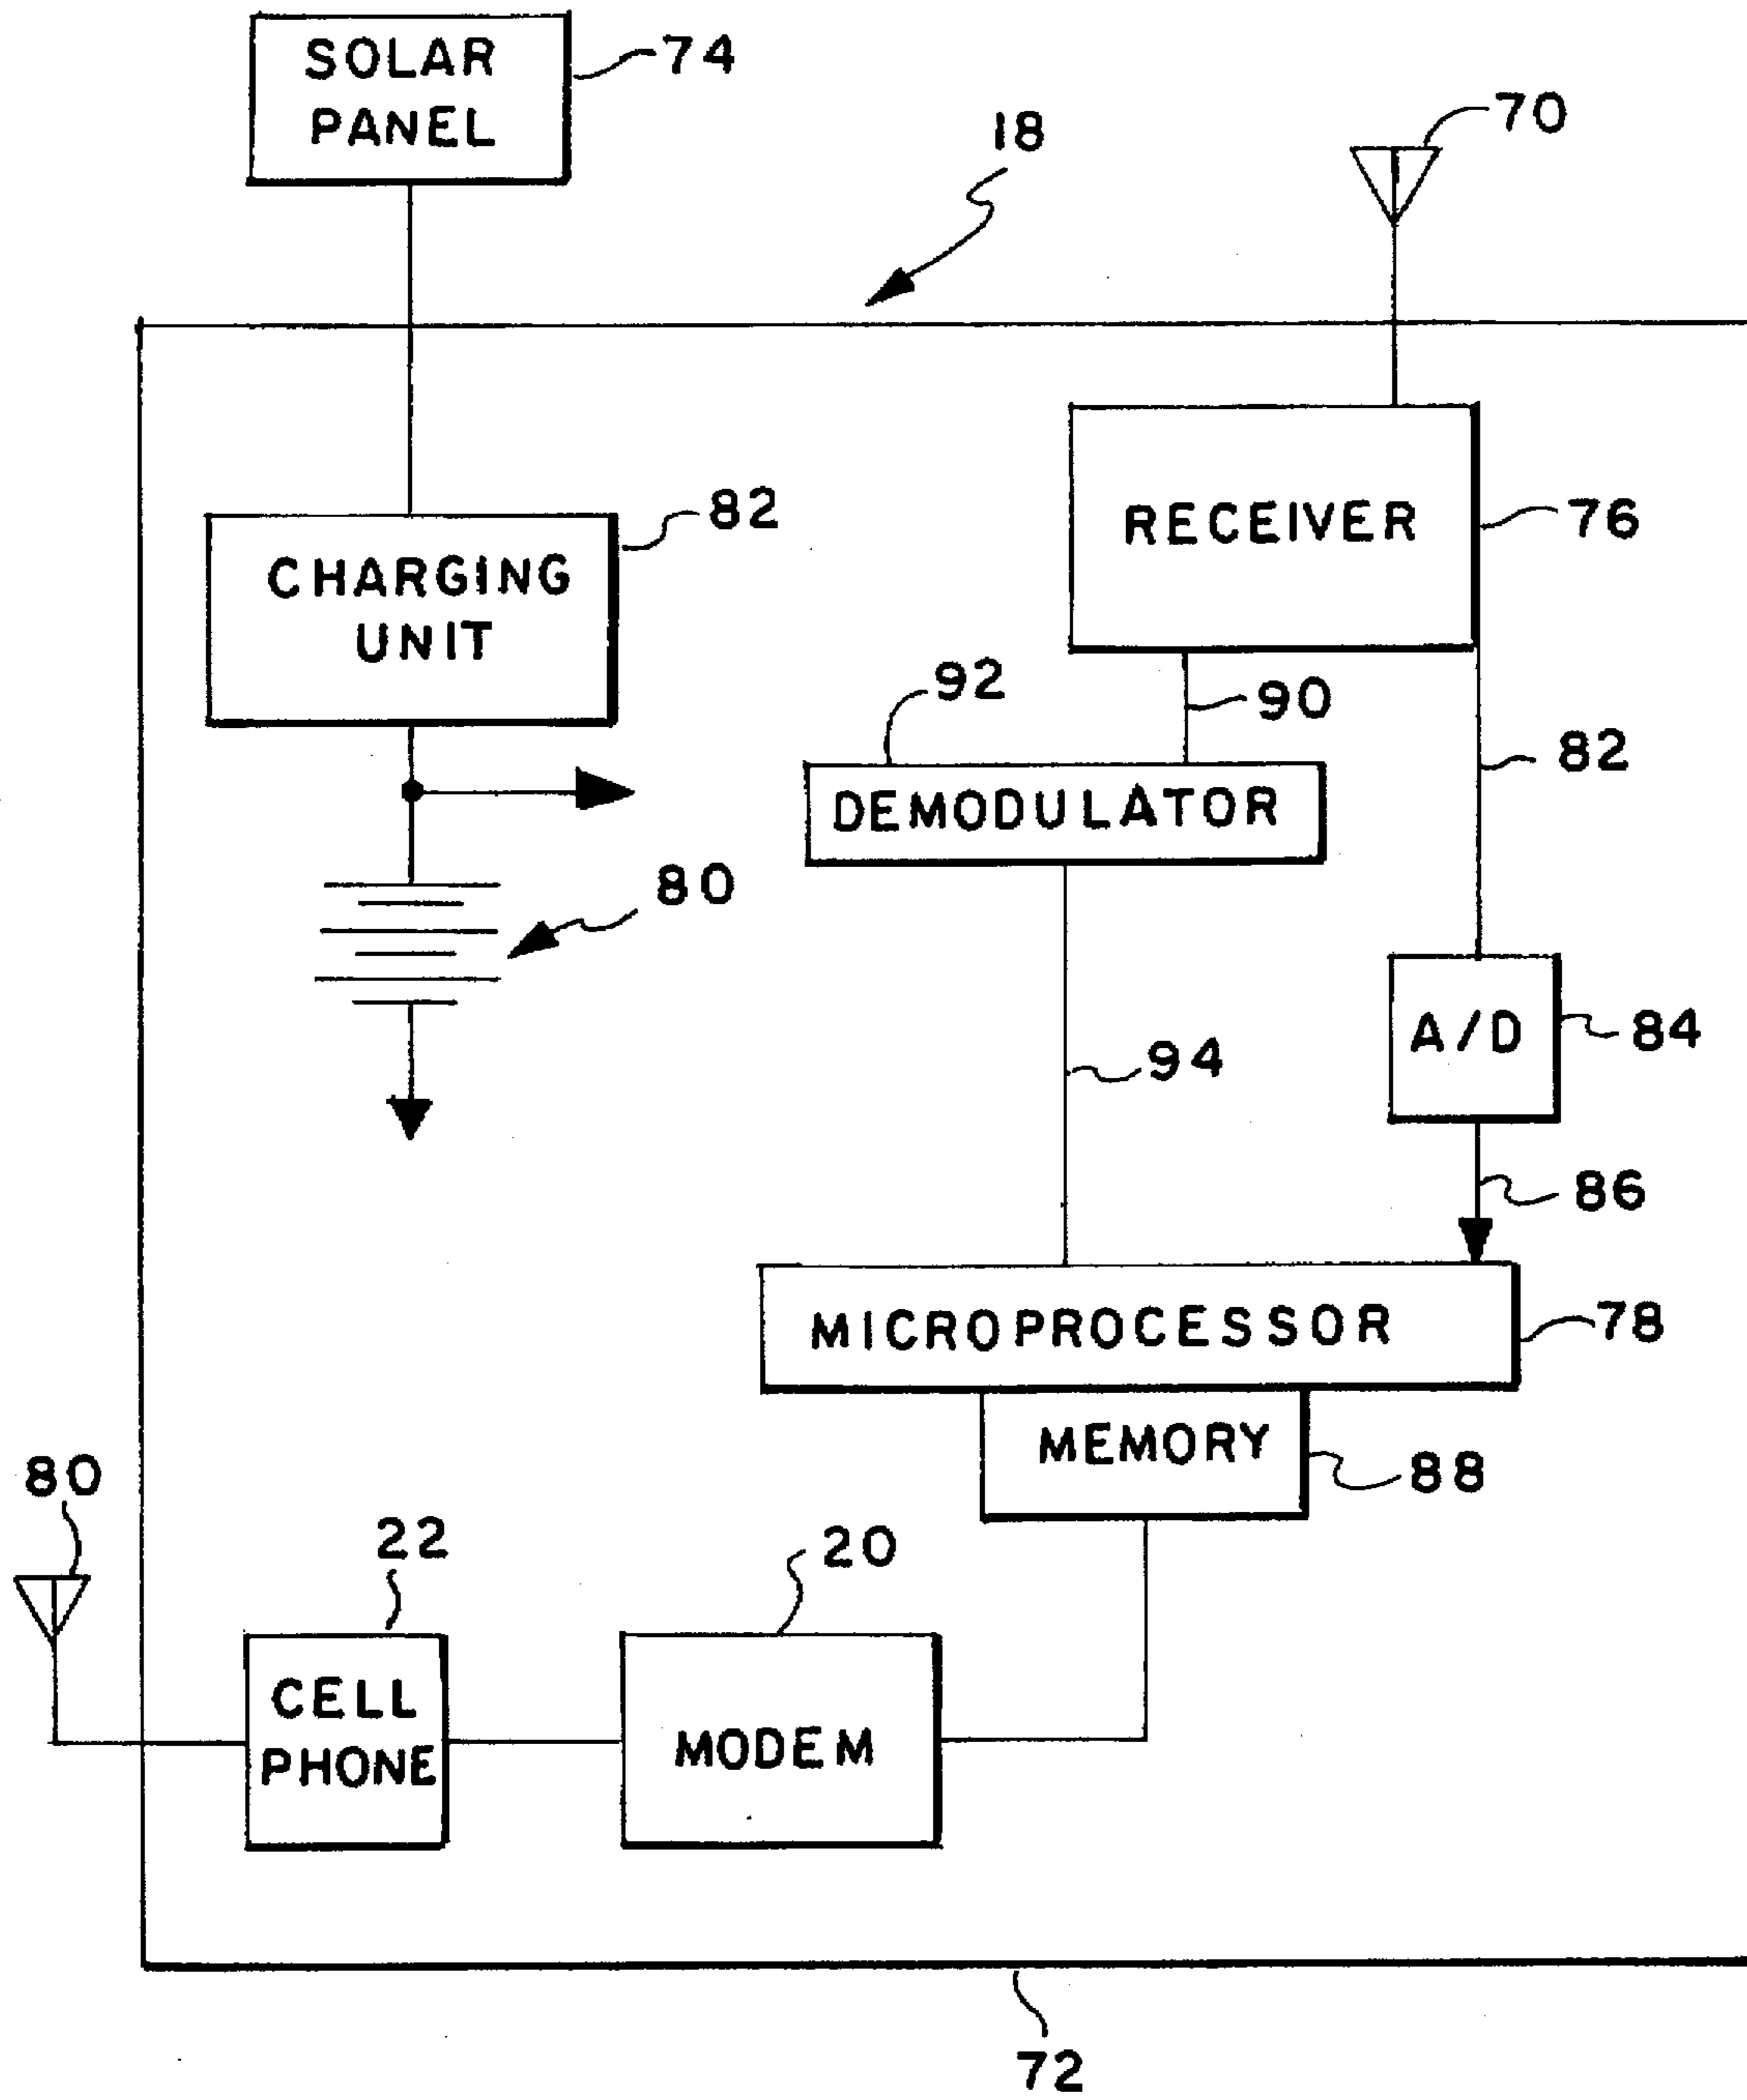 SOLAR
PANEL
74
70
18
82
CHARGING
UNIT
RECEIVER
76
92
90
82
DEMODULATOR
80
A/D
84
94
86
MICROPROCESSOR
78
MEMORY
88
80
22
20
CELL
PHONE
MODEM
72